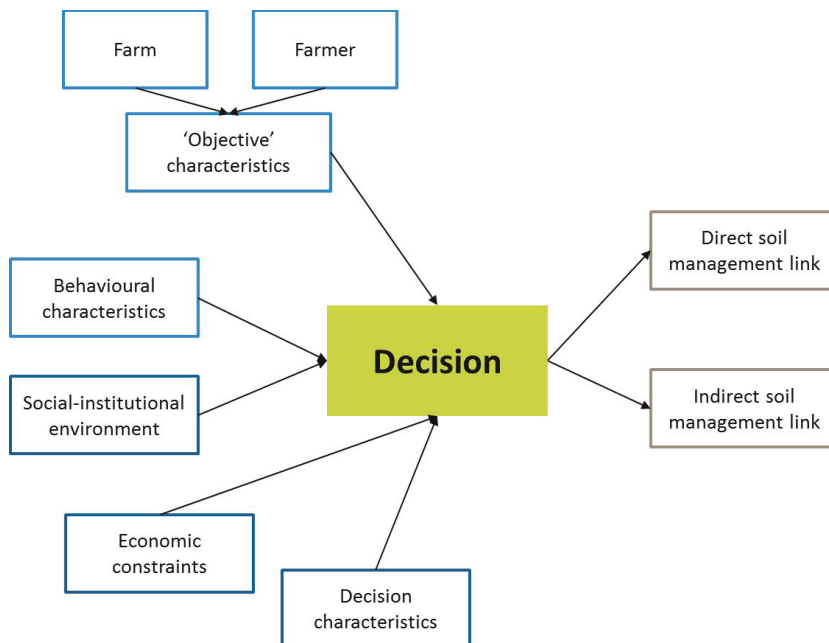 Farm
Farmer
‘Objective’
characteristics
Direct soil
management link
Behavioural
characteristics
Decision
Social-institutional
environment
Indirect soil
management link
Economic
constraints
Decision
characteristics